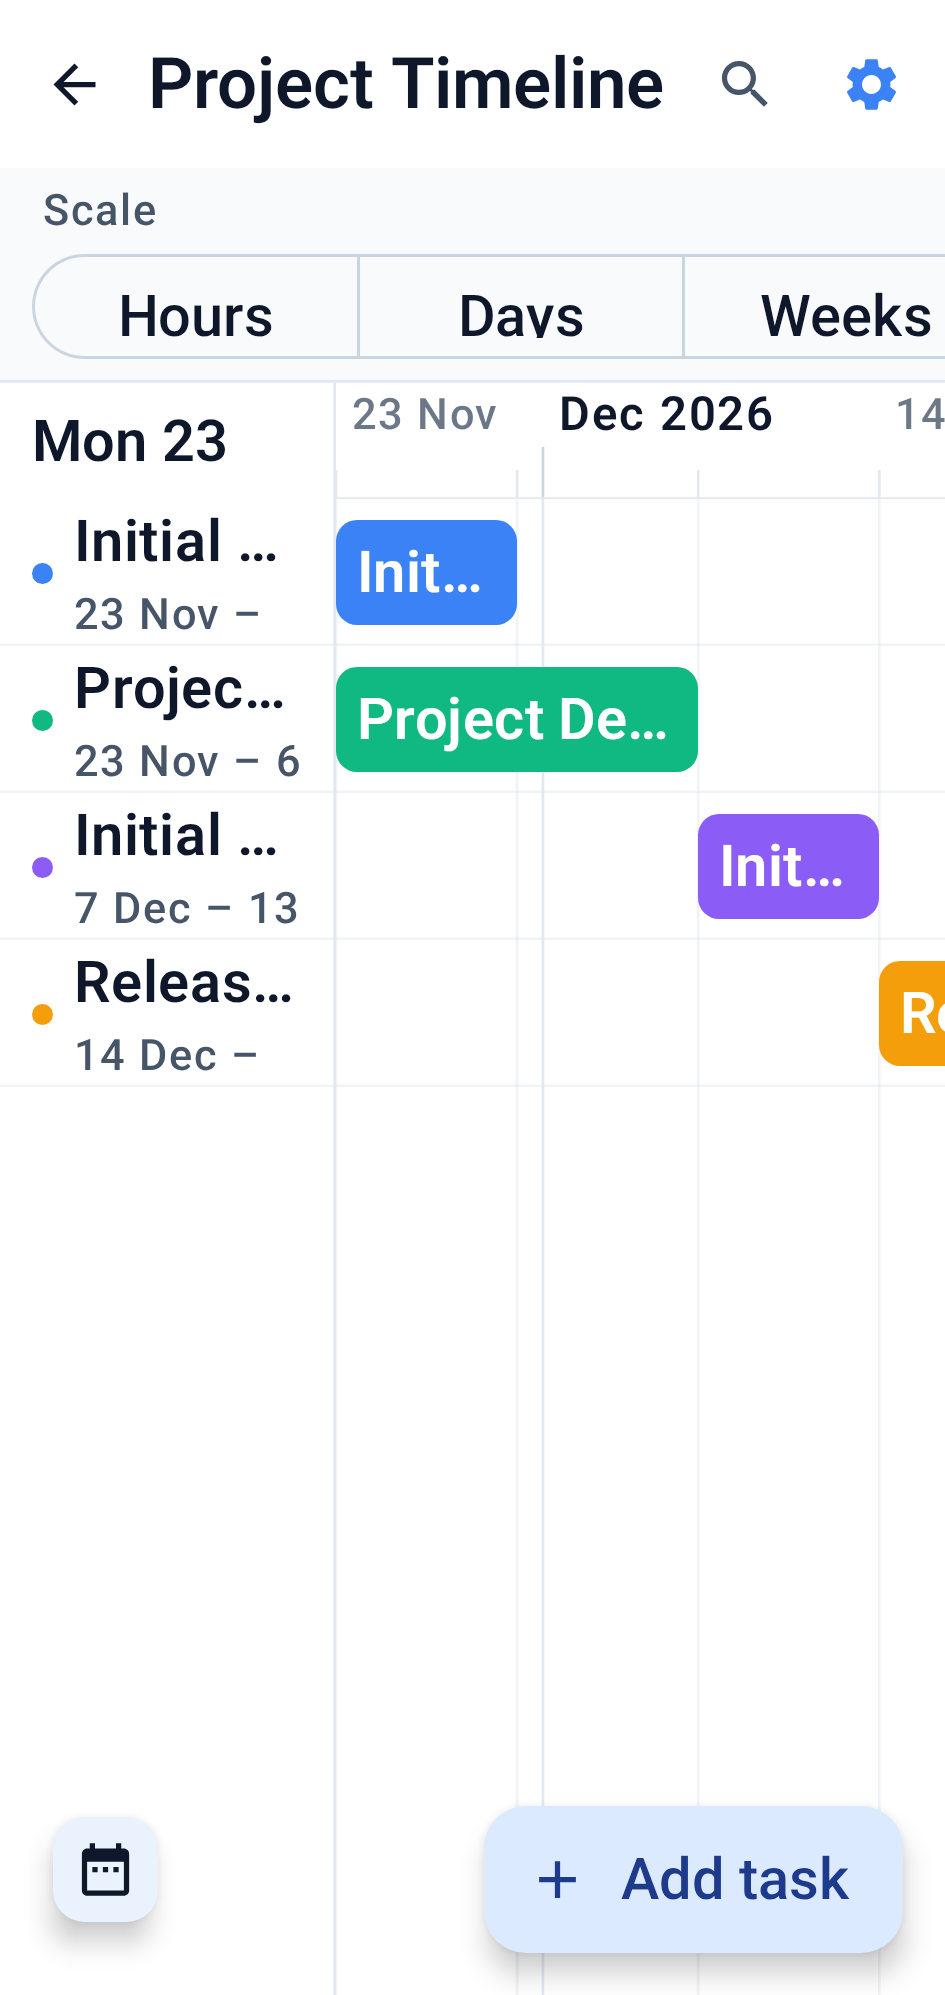 Project Timeline
Scale
Hours
Days
Weeks
Mon 23
23 Nov
Dec 2026
14
Initial ...
23 Nov –
Init...
Projec...
23 Nov – 6
Project De...
Initial ...
7 Dec – 13
Init...
Releas...
14 Dec –
Re
+ Add task